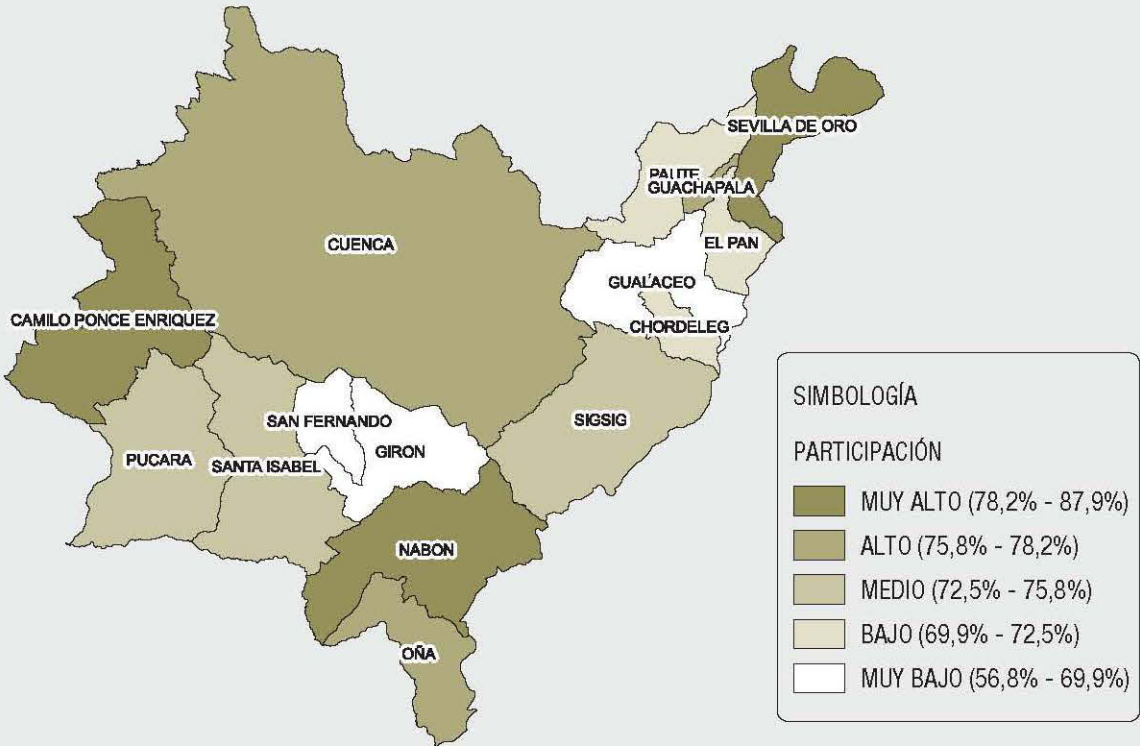 SEVILLA DE ORO
PAUTE
GUACHAPALA
CUENCA
EL PAN
GUALACEO
CAMILO PONCE ENRIQUEZ
CHORDELEG
SAN FERNANDO
SIGSIG
GIRON
PUCARA
SANTA ISABEL
NABON
OÑA
SIMBOLOGÍA
PARTICIPACIÓN
MUY ALTO (78,2% - 87,9%)
ALTO (75,8% - 78,2%)
MEDIO (72,5% - 75,8%)
BAJO (69,9% - 72,5%)
MUY BAJO (56,8% - 69,9%)